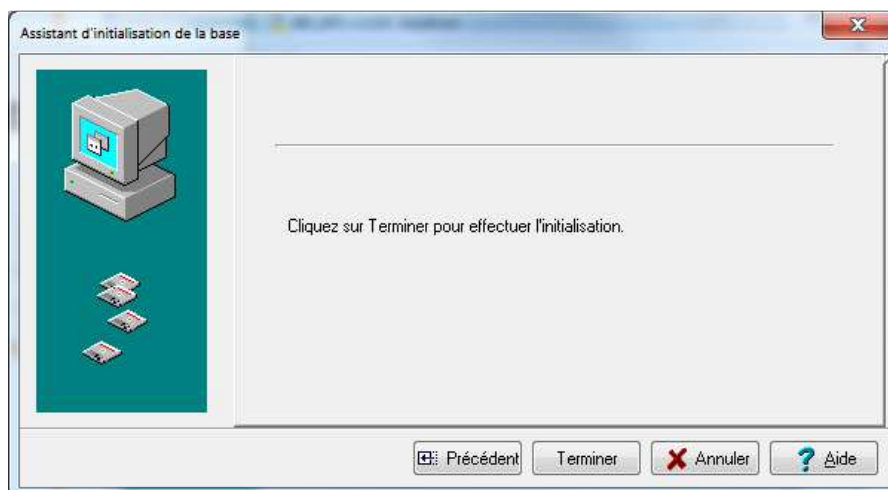 Assistant d'initialisation de la base
Cliquez sur Terminer pour effectuer l'initialisation.
Précédent Terminer Annuler Aide